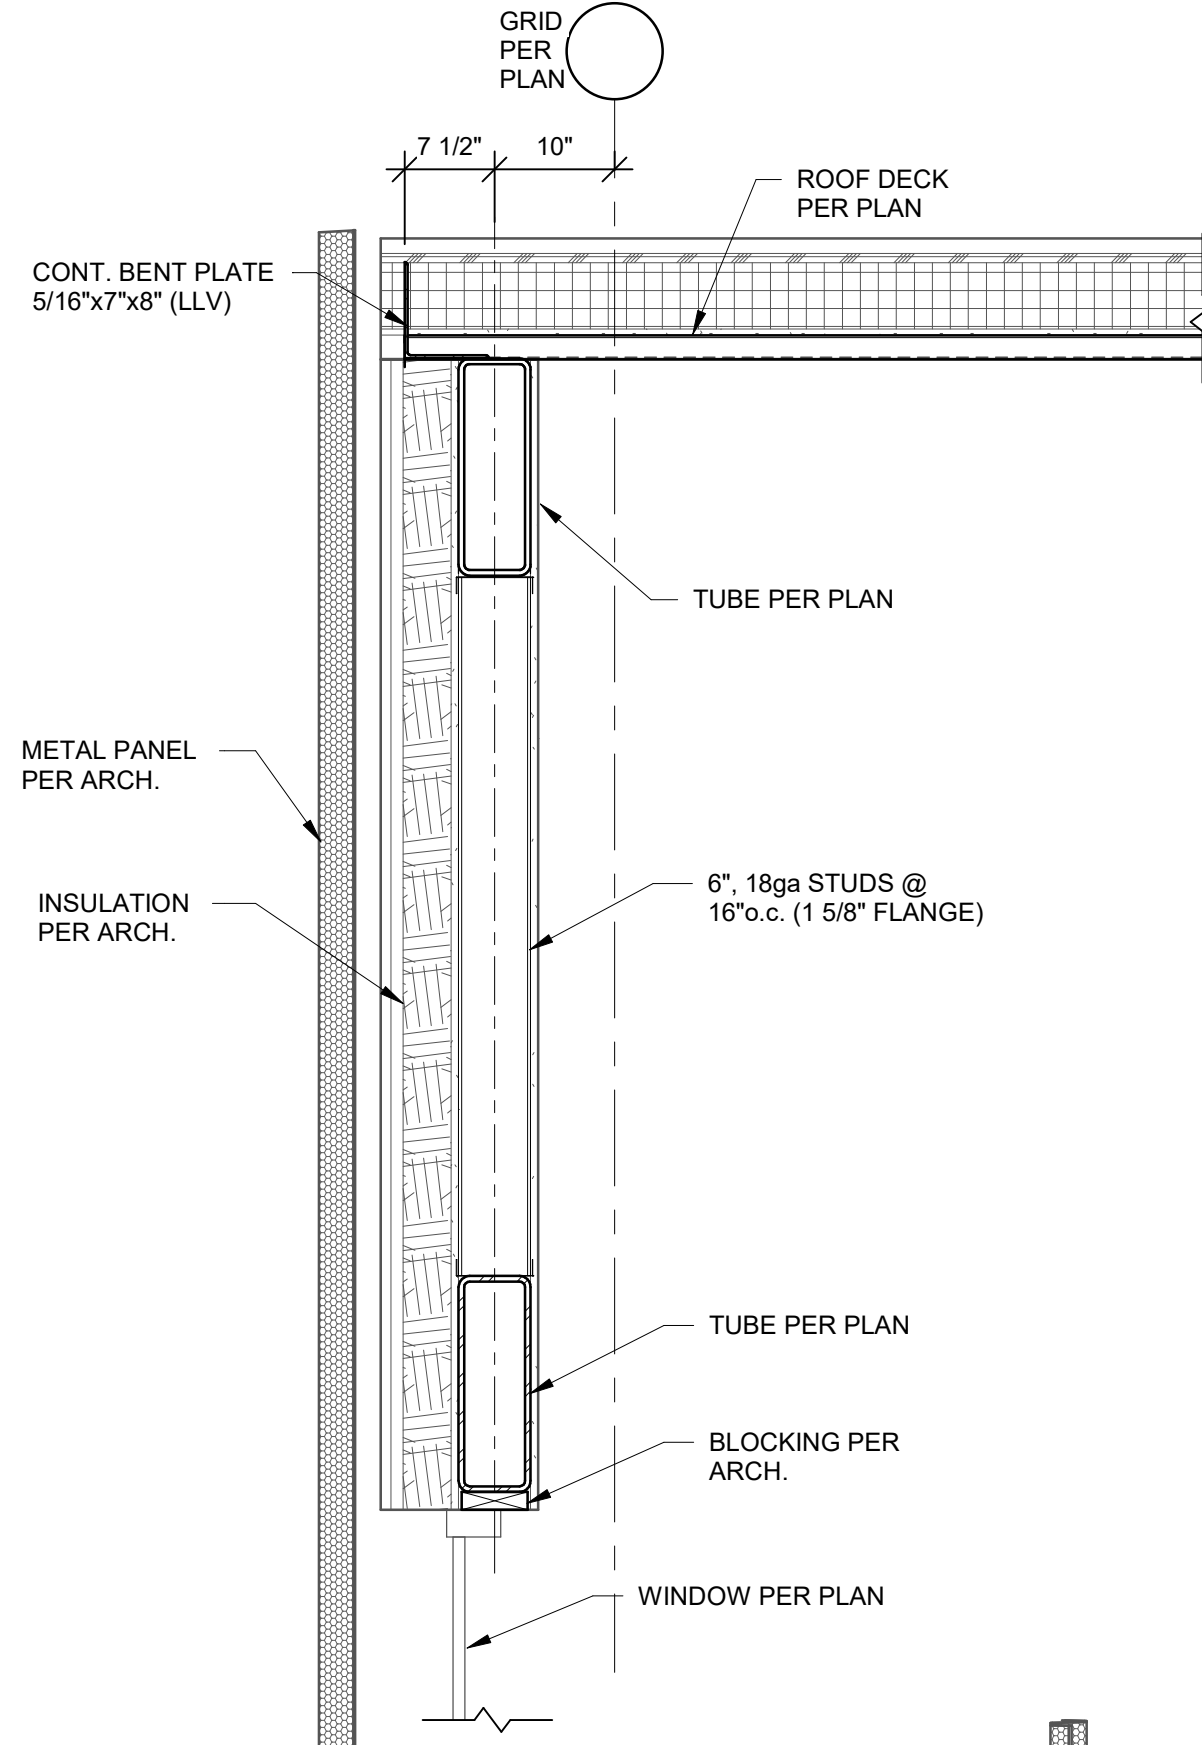 GRID
PER
PLAN
7 1/2"
10"
ROOF DECK
PER PLAN
CONT. BENT PLATE
5/16"x7"x8" (LLV)
TUBE PER PLAN
METAL PANEL
PER ARCH.
6", 18ga STUDS @
16"o.c. (1 5/8" FLANGE)
INSULATION
PER ARCH.
TUBE PER PLAN
BLOCKING PER
ARCH.
WINDOW PER PLAN